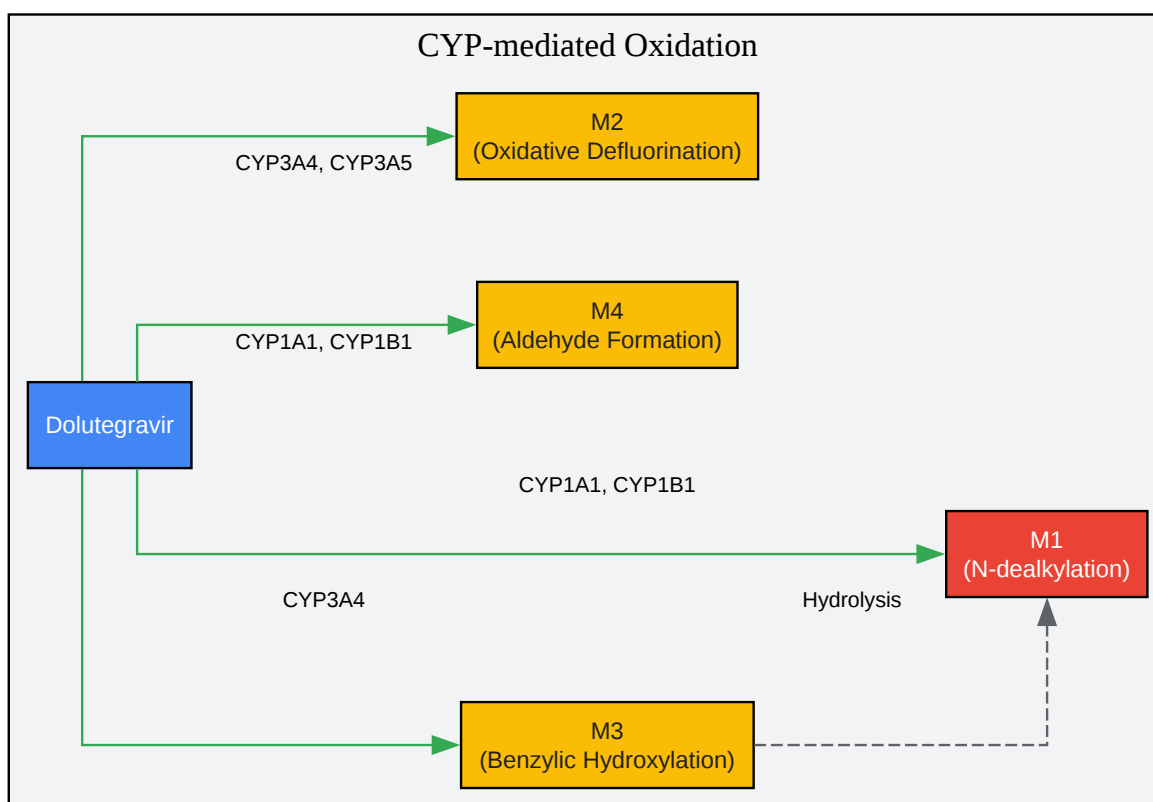 CYP-mediated Oxidation
M2
(Oxidative Defluorination)
CYP3A4, CYP3A5
M4
(Aldehyde Formation)
CYP1A1, CYP1B1
Dolutegravir
CYP1A1, CYP1B1
M1
(N-dealkylation)
CYP3A4
Hydrolysis
M3
(Benzylic Hydroxylation)